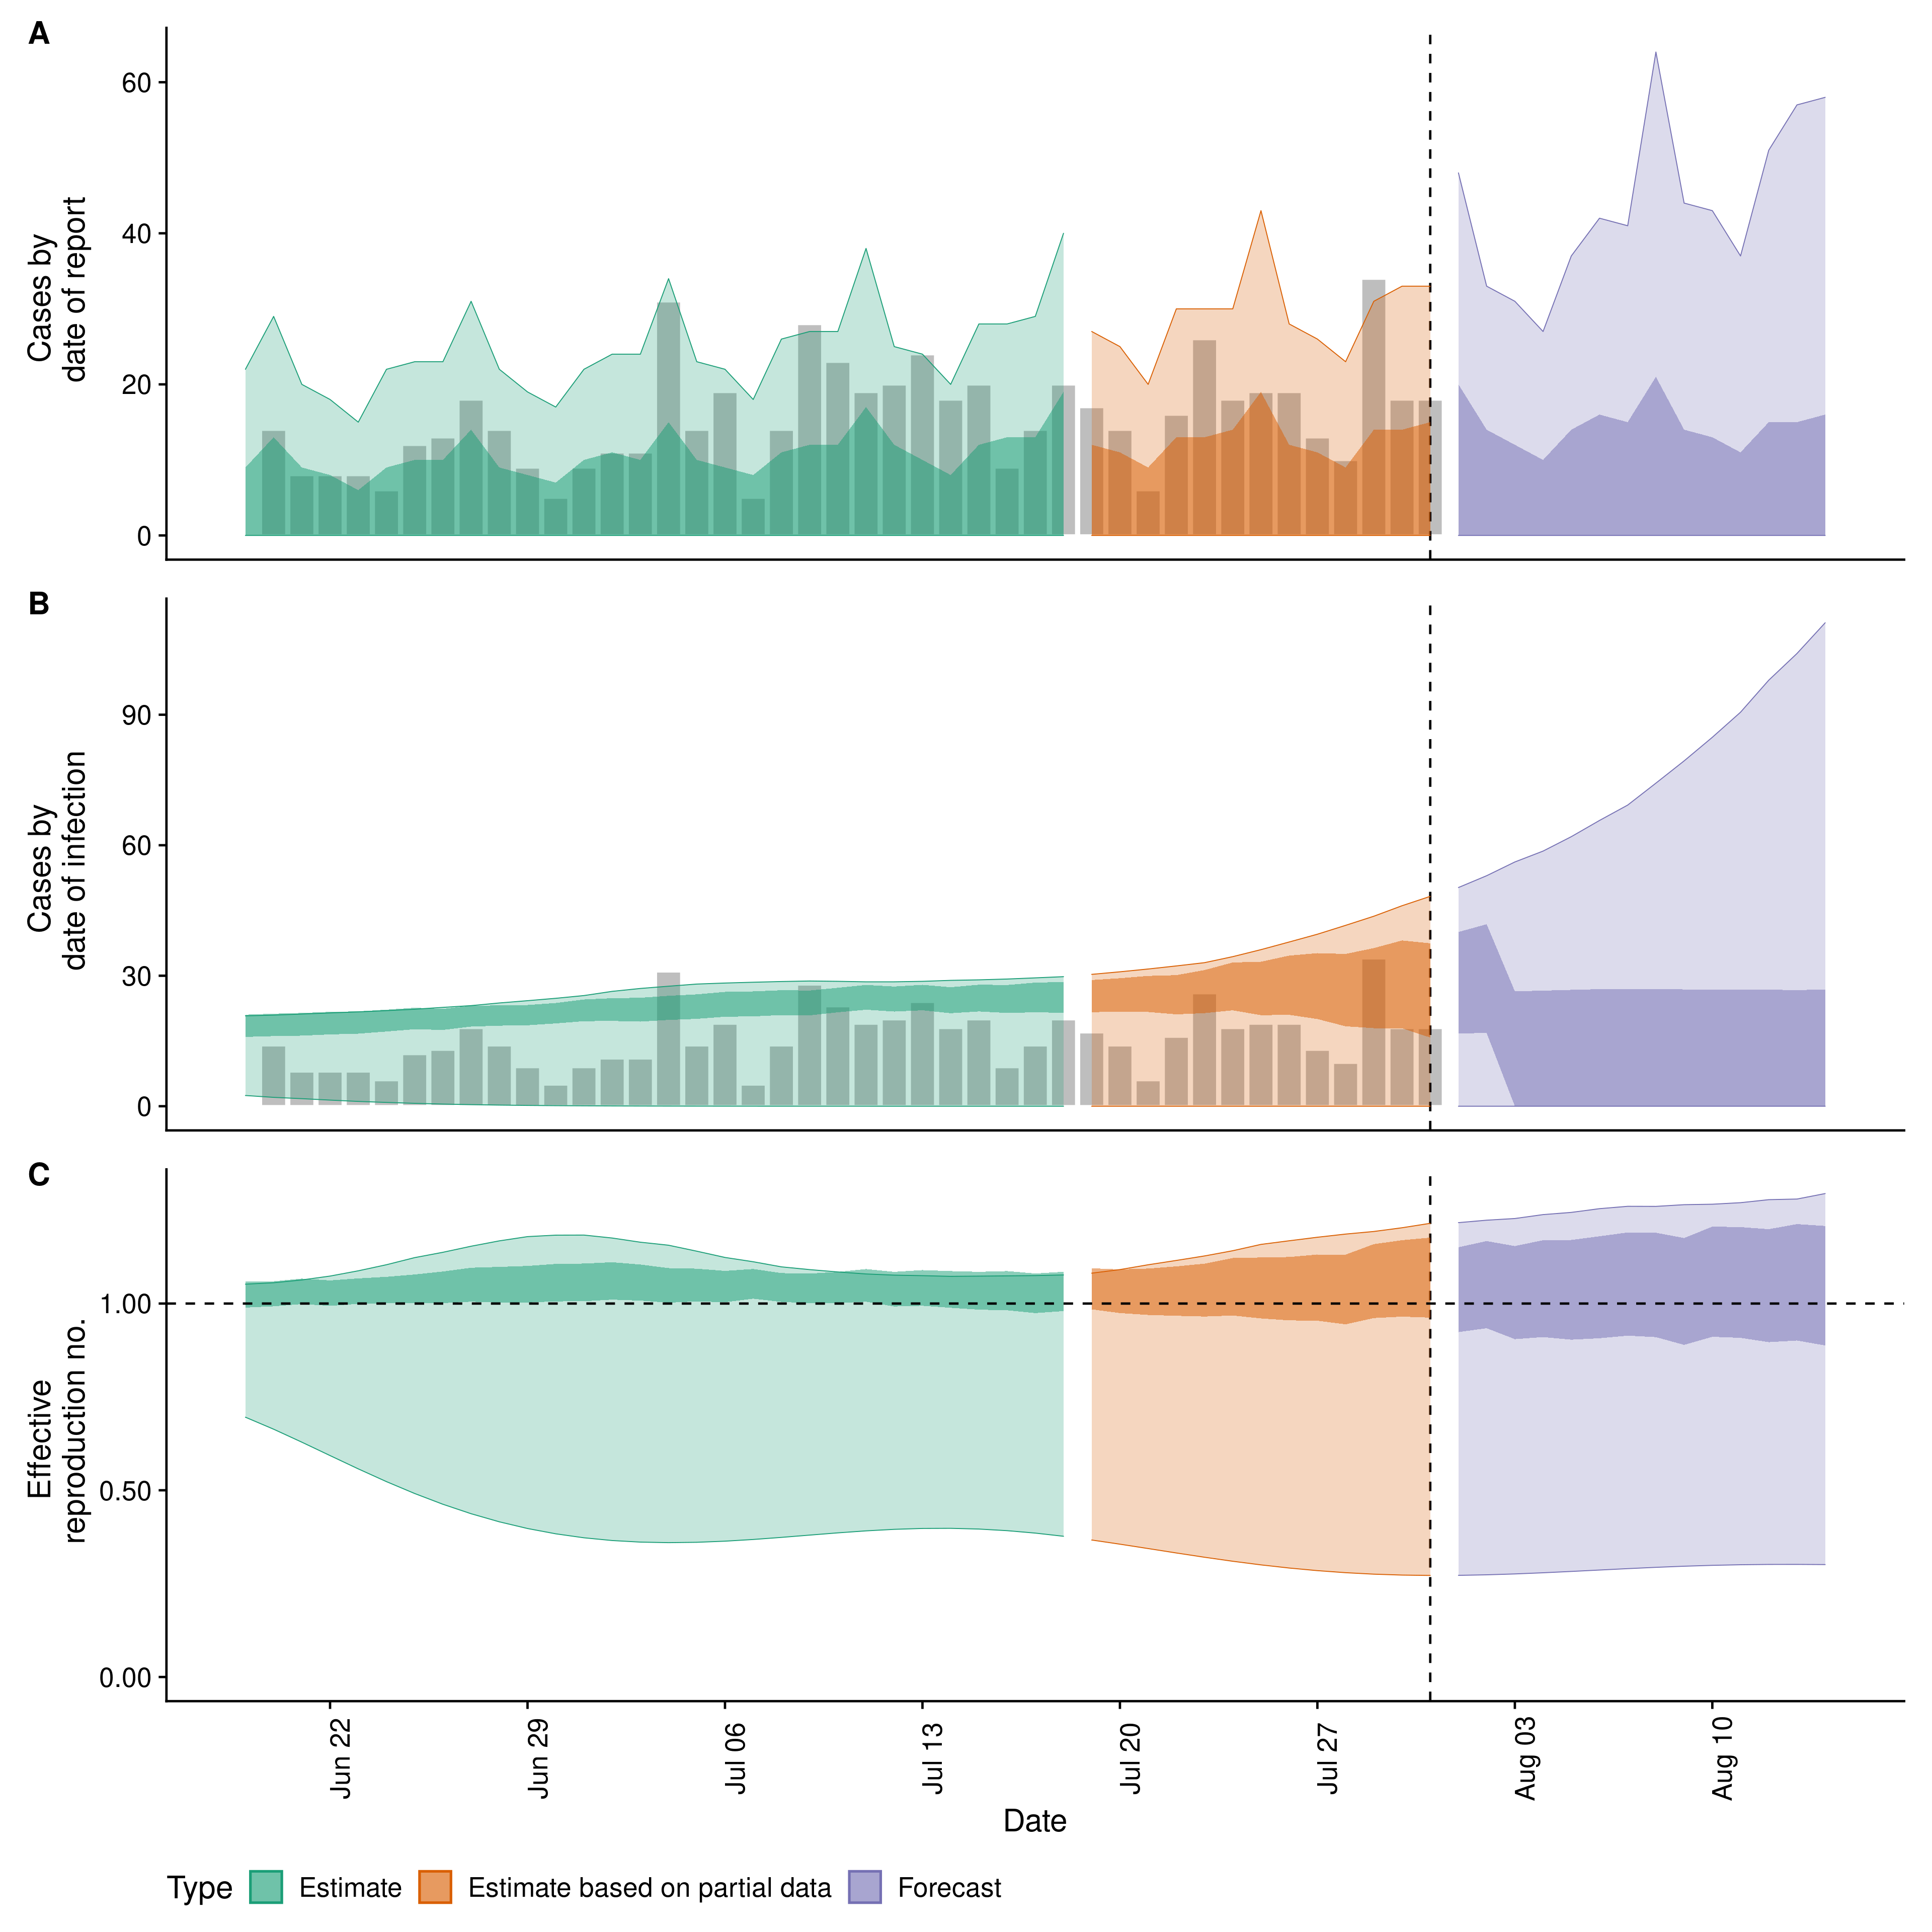 A
Cases by
date of report
60
40
20
0
B
Cases by
date of infection
90
60
30
0
C
Effective
reproduction no.
1.00
0.50
0.00
Jun 22
Jun 29
Jul 06
Jul 13
Jul 20
Jul 27
Aug 03
Aug 10
Date
Type Estimate Estimate based on partial data Forecast